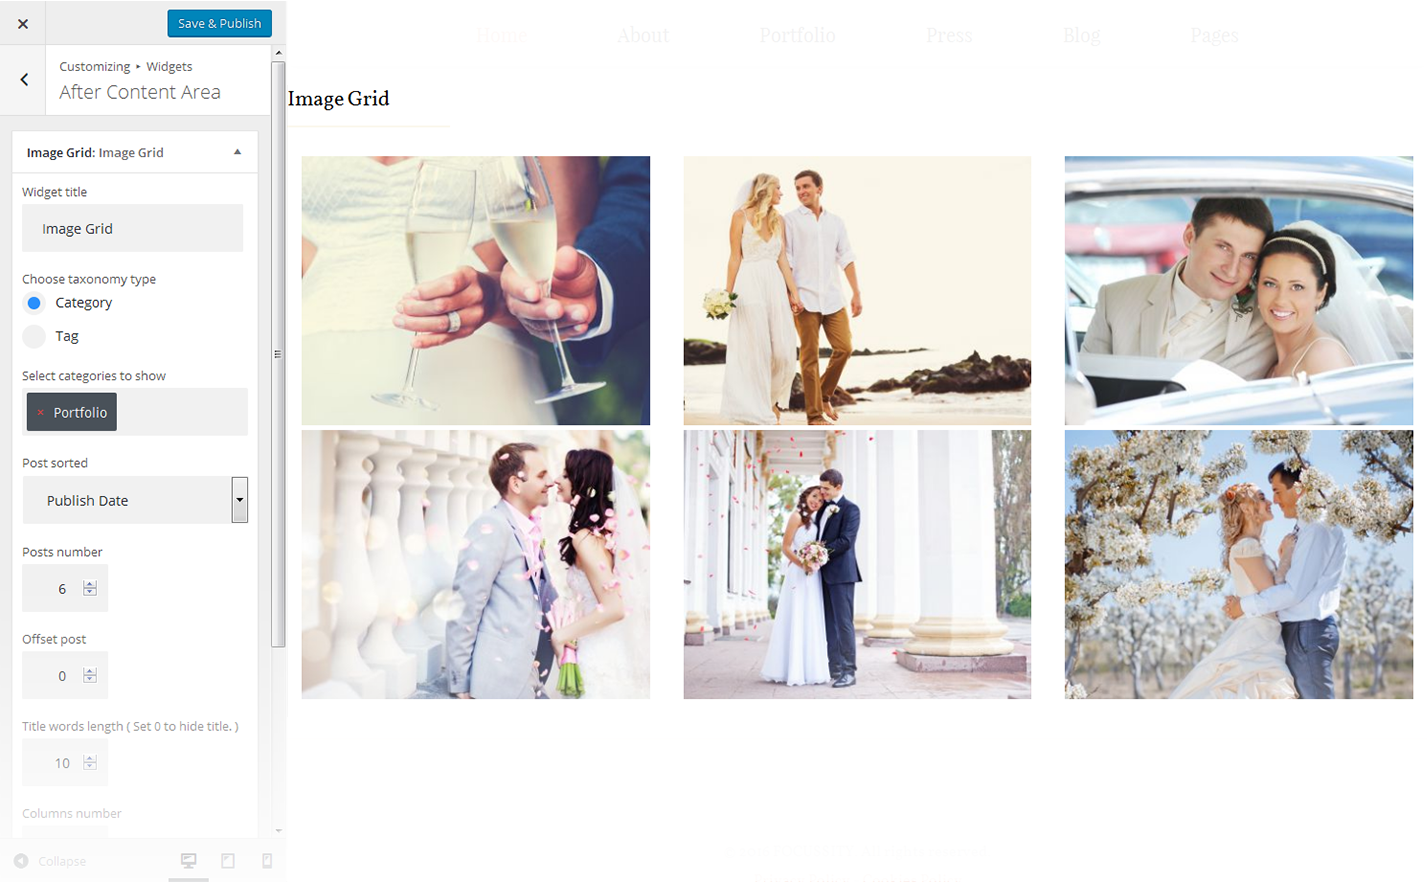 Save & Publish
Customizing ▸ Widgets
After Content Area
Image Grid: Image Grid
Widget title
Image Grid
Choose taxonomy type
Category
Tag
Select categories to show
× Portfolio
Post sorted
Publish Date
Posts number
6
Offset post
0
Title words length ( Set 0 to hide title. )
10
Columns number
Collapse
Home About Portfolio Press Blog Pages
Image Grid